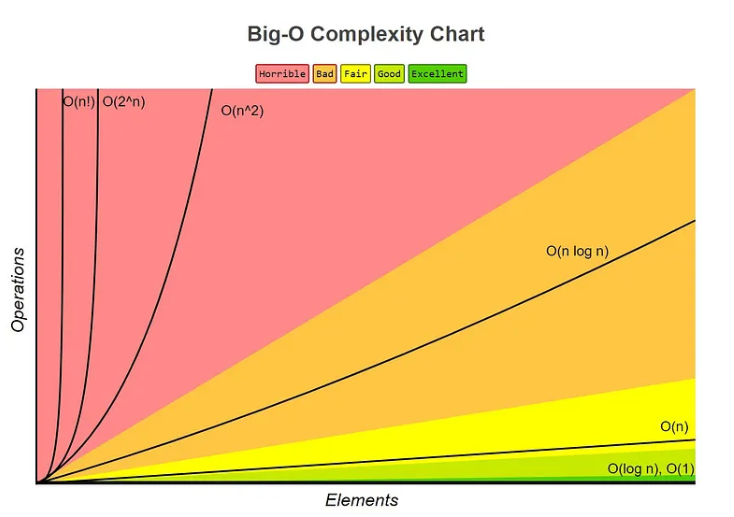 Big-O Complexity Chart
Horrible Bad Fair Good Excellent
O(n!) O(2^n) O(n^2)
O(n log n)
O(n)
O(log n), O(1)
Operations
Elements